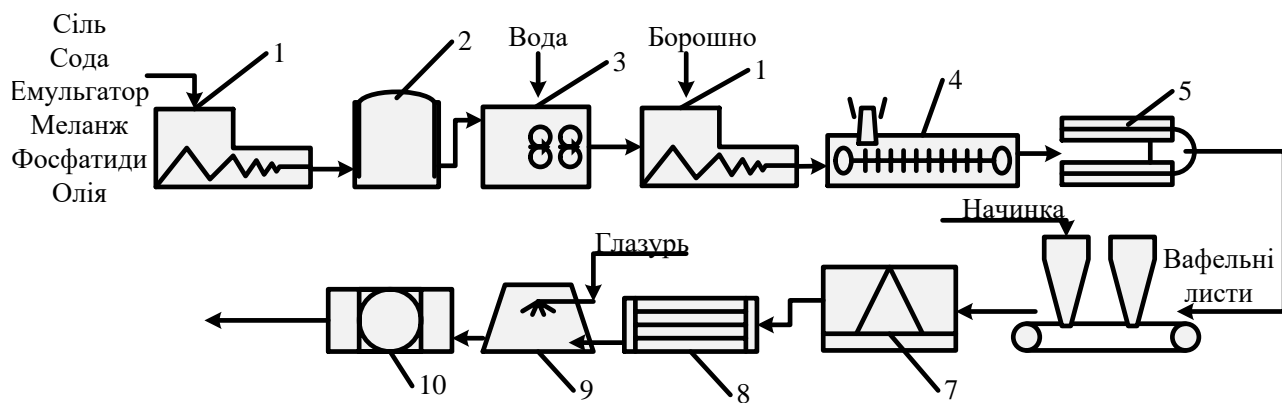 Сіль
Сода
Емульгатор
Меланж
Фосфатиди
Олія
1
2
Вода
3
Борошно
1
4
5
Начинка
Вафельні
листи
7
8
Глазурь
9
10